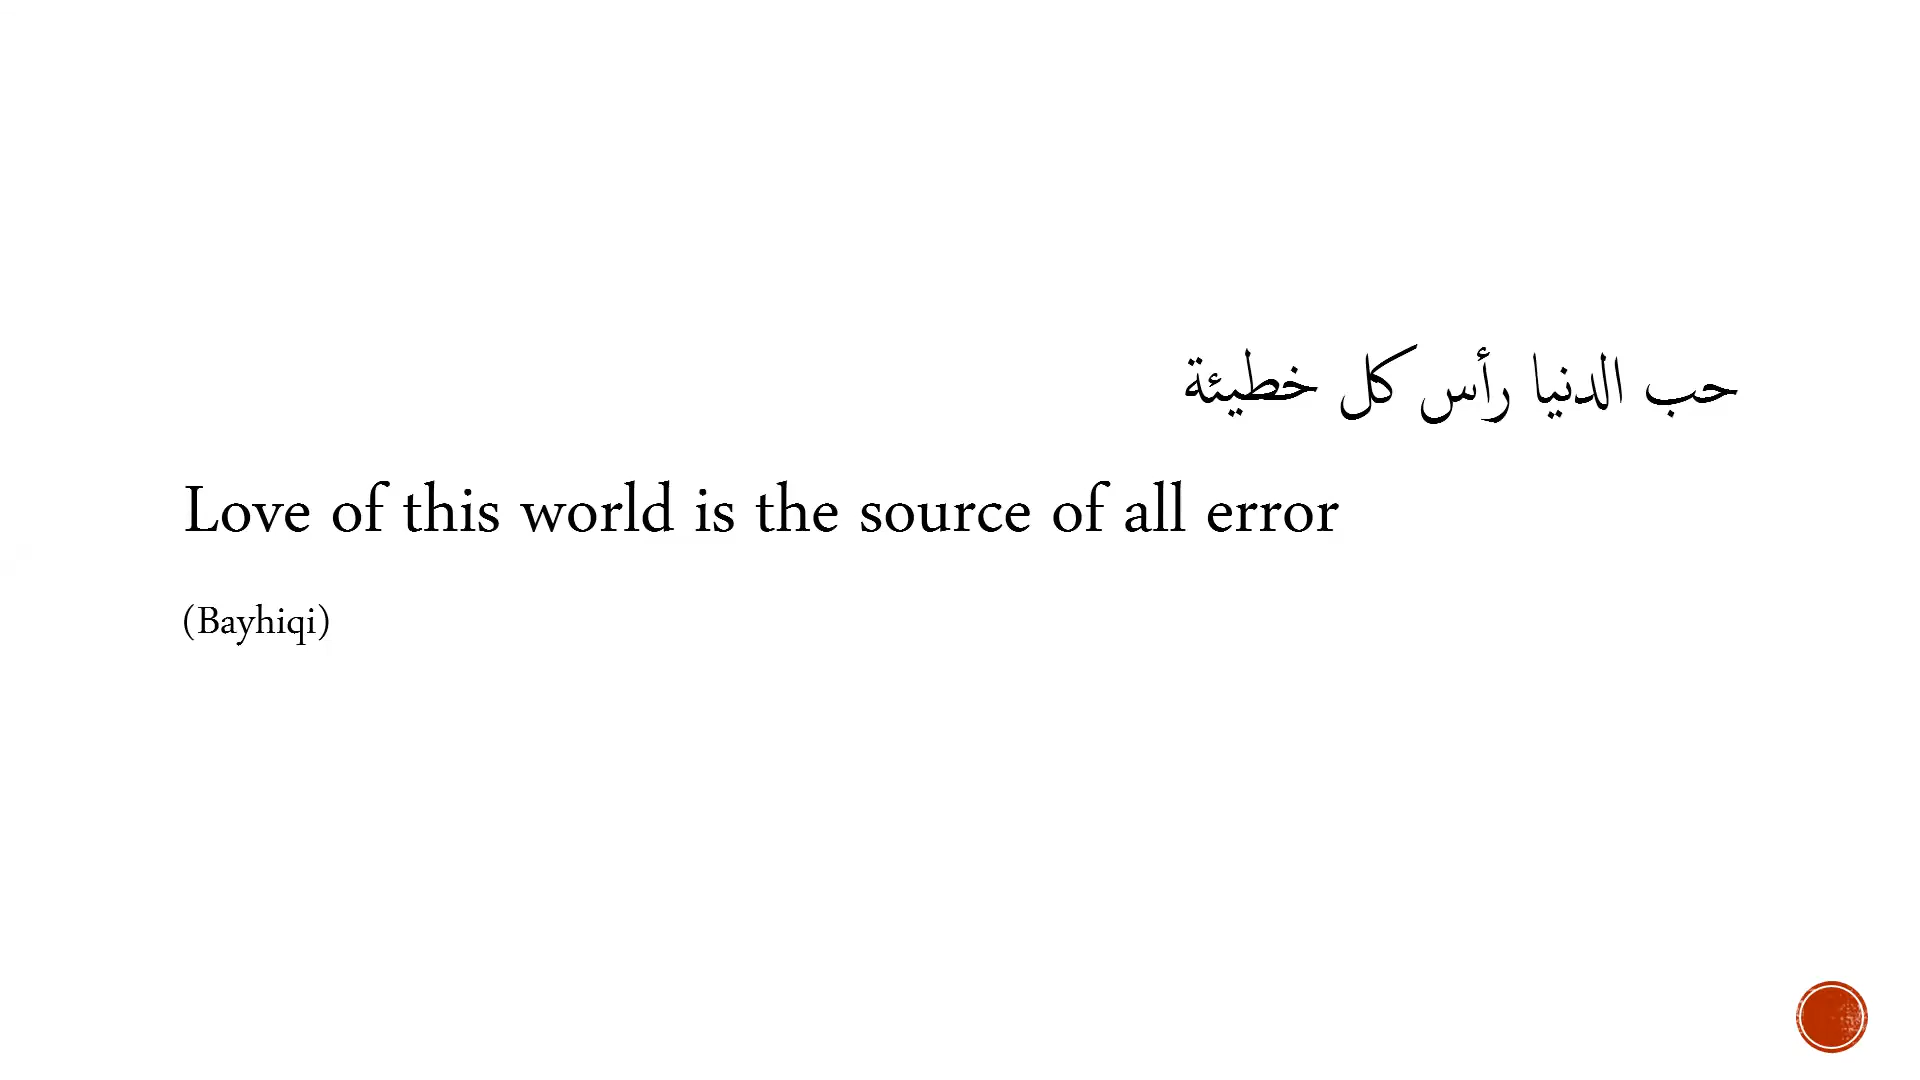 حب الدنيا رأس كل خطيئة
Love of this world is the source of all error
(Bayhiqi)